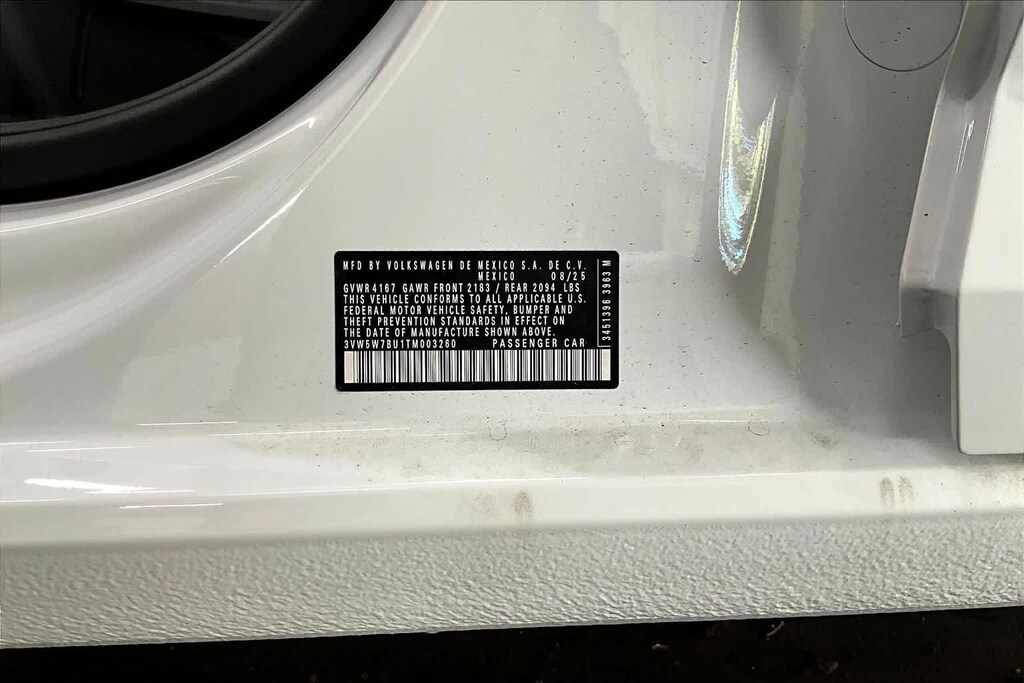 MFD BY VOLKSWAGEN DE MEXICO S.A. DE C.V.
MEXICO 08/25
GVWR 4167 GAWR FRONT 2183 / REAR 2094 LBS
THIS VEHICLE CONFORMS TO ALL APPLICABLE U.S.
FEDERAL MOTOR VEHICLE SAFETY, BUMPER AND
THEFT PREVENTION STANDARDS IN EFFECT ON
THE DATE OF MANUFACTURE SHOWN ABOVE.
3VW5W7BU1TM003260 PASSENGER CAR
3451396 3963 M